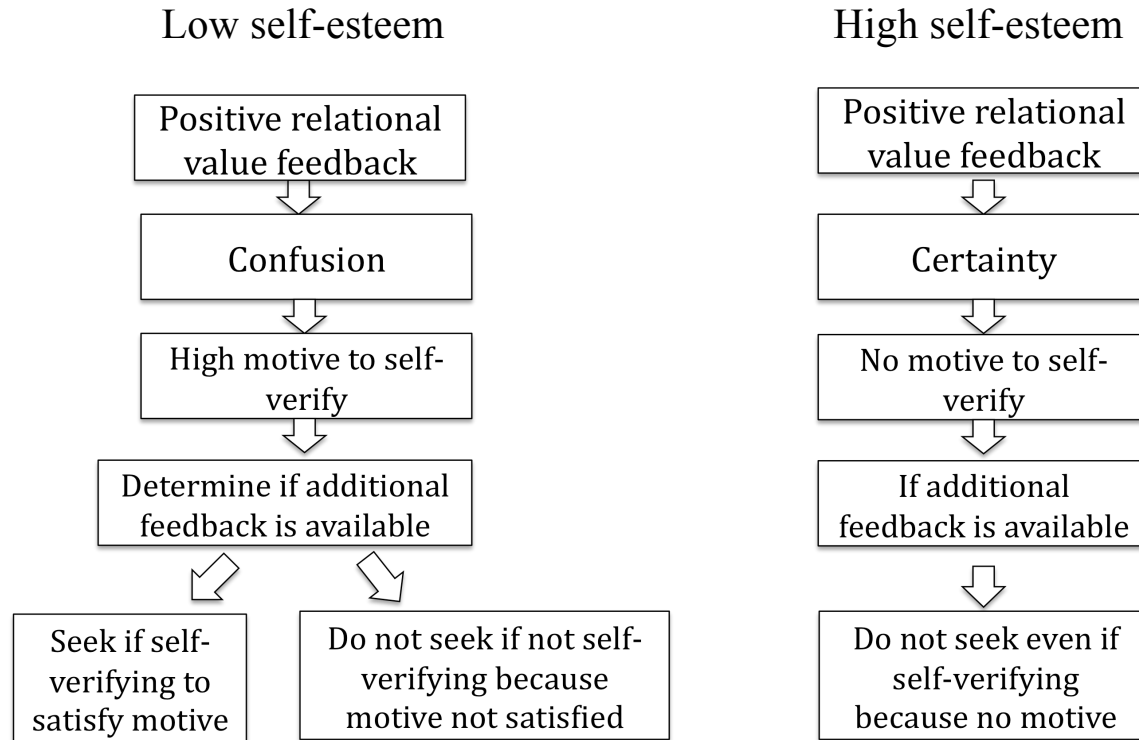 Low self-esteem
Positive relational
value feedback
Confusion
High motive to self-
verify
Determine if additional
feedback is available
Seek if self-
verifying to
satisfy motive
Do not seek if not self-
verifying because
motive not satisfied
High self-esteem
Positive relational
value feedback
Certainty
No motive to self-
verify
If additional
feedback is available
Do not seek even if
self-verifying
because no motive